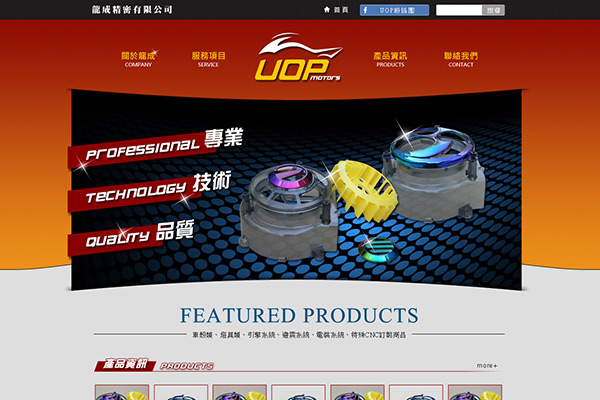 龍成精密有限公司
首頁
UOP粉絲團
搜尋
關於龍成
COMPANY
服務項目
SERVICE
UOP
MOTORS
產品資訊
PRODUCTS
聯絡我們
CONTACT
PROFESSIONAL 專業
TECHNOLOGY 技術
QUALITY 品質
FEATURED PRODUCTS
車殼類、扇具類、引擎系統、避震系統、電裝系統、特殊CNC訂製商品
產品資訊 PRODUCTS
more+